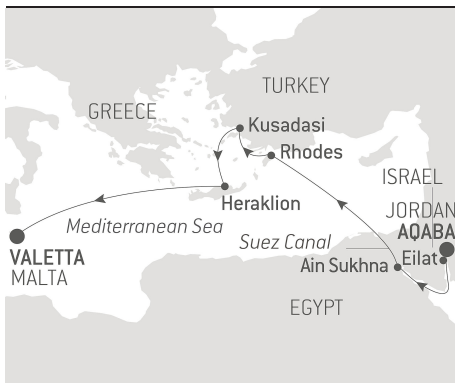 TURKEY
GREECE
Kusadasi
Rhodes
ISRAEL
Heraklion
JORDAN
Mediterranean Sea
AQABA
Suez Canal
VALETTA
Ain Sukhna
Eilat
MALTA
EGYPT